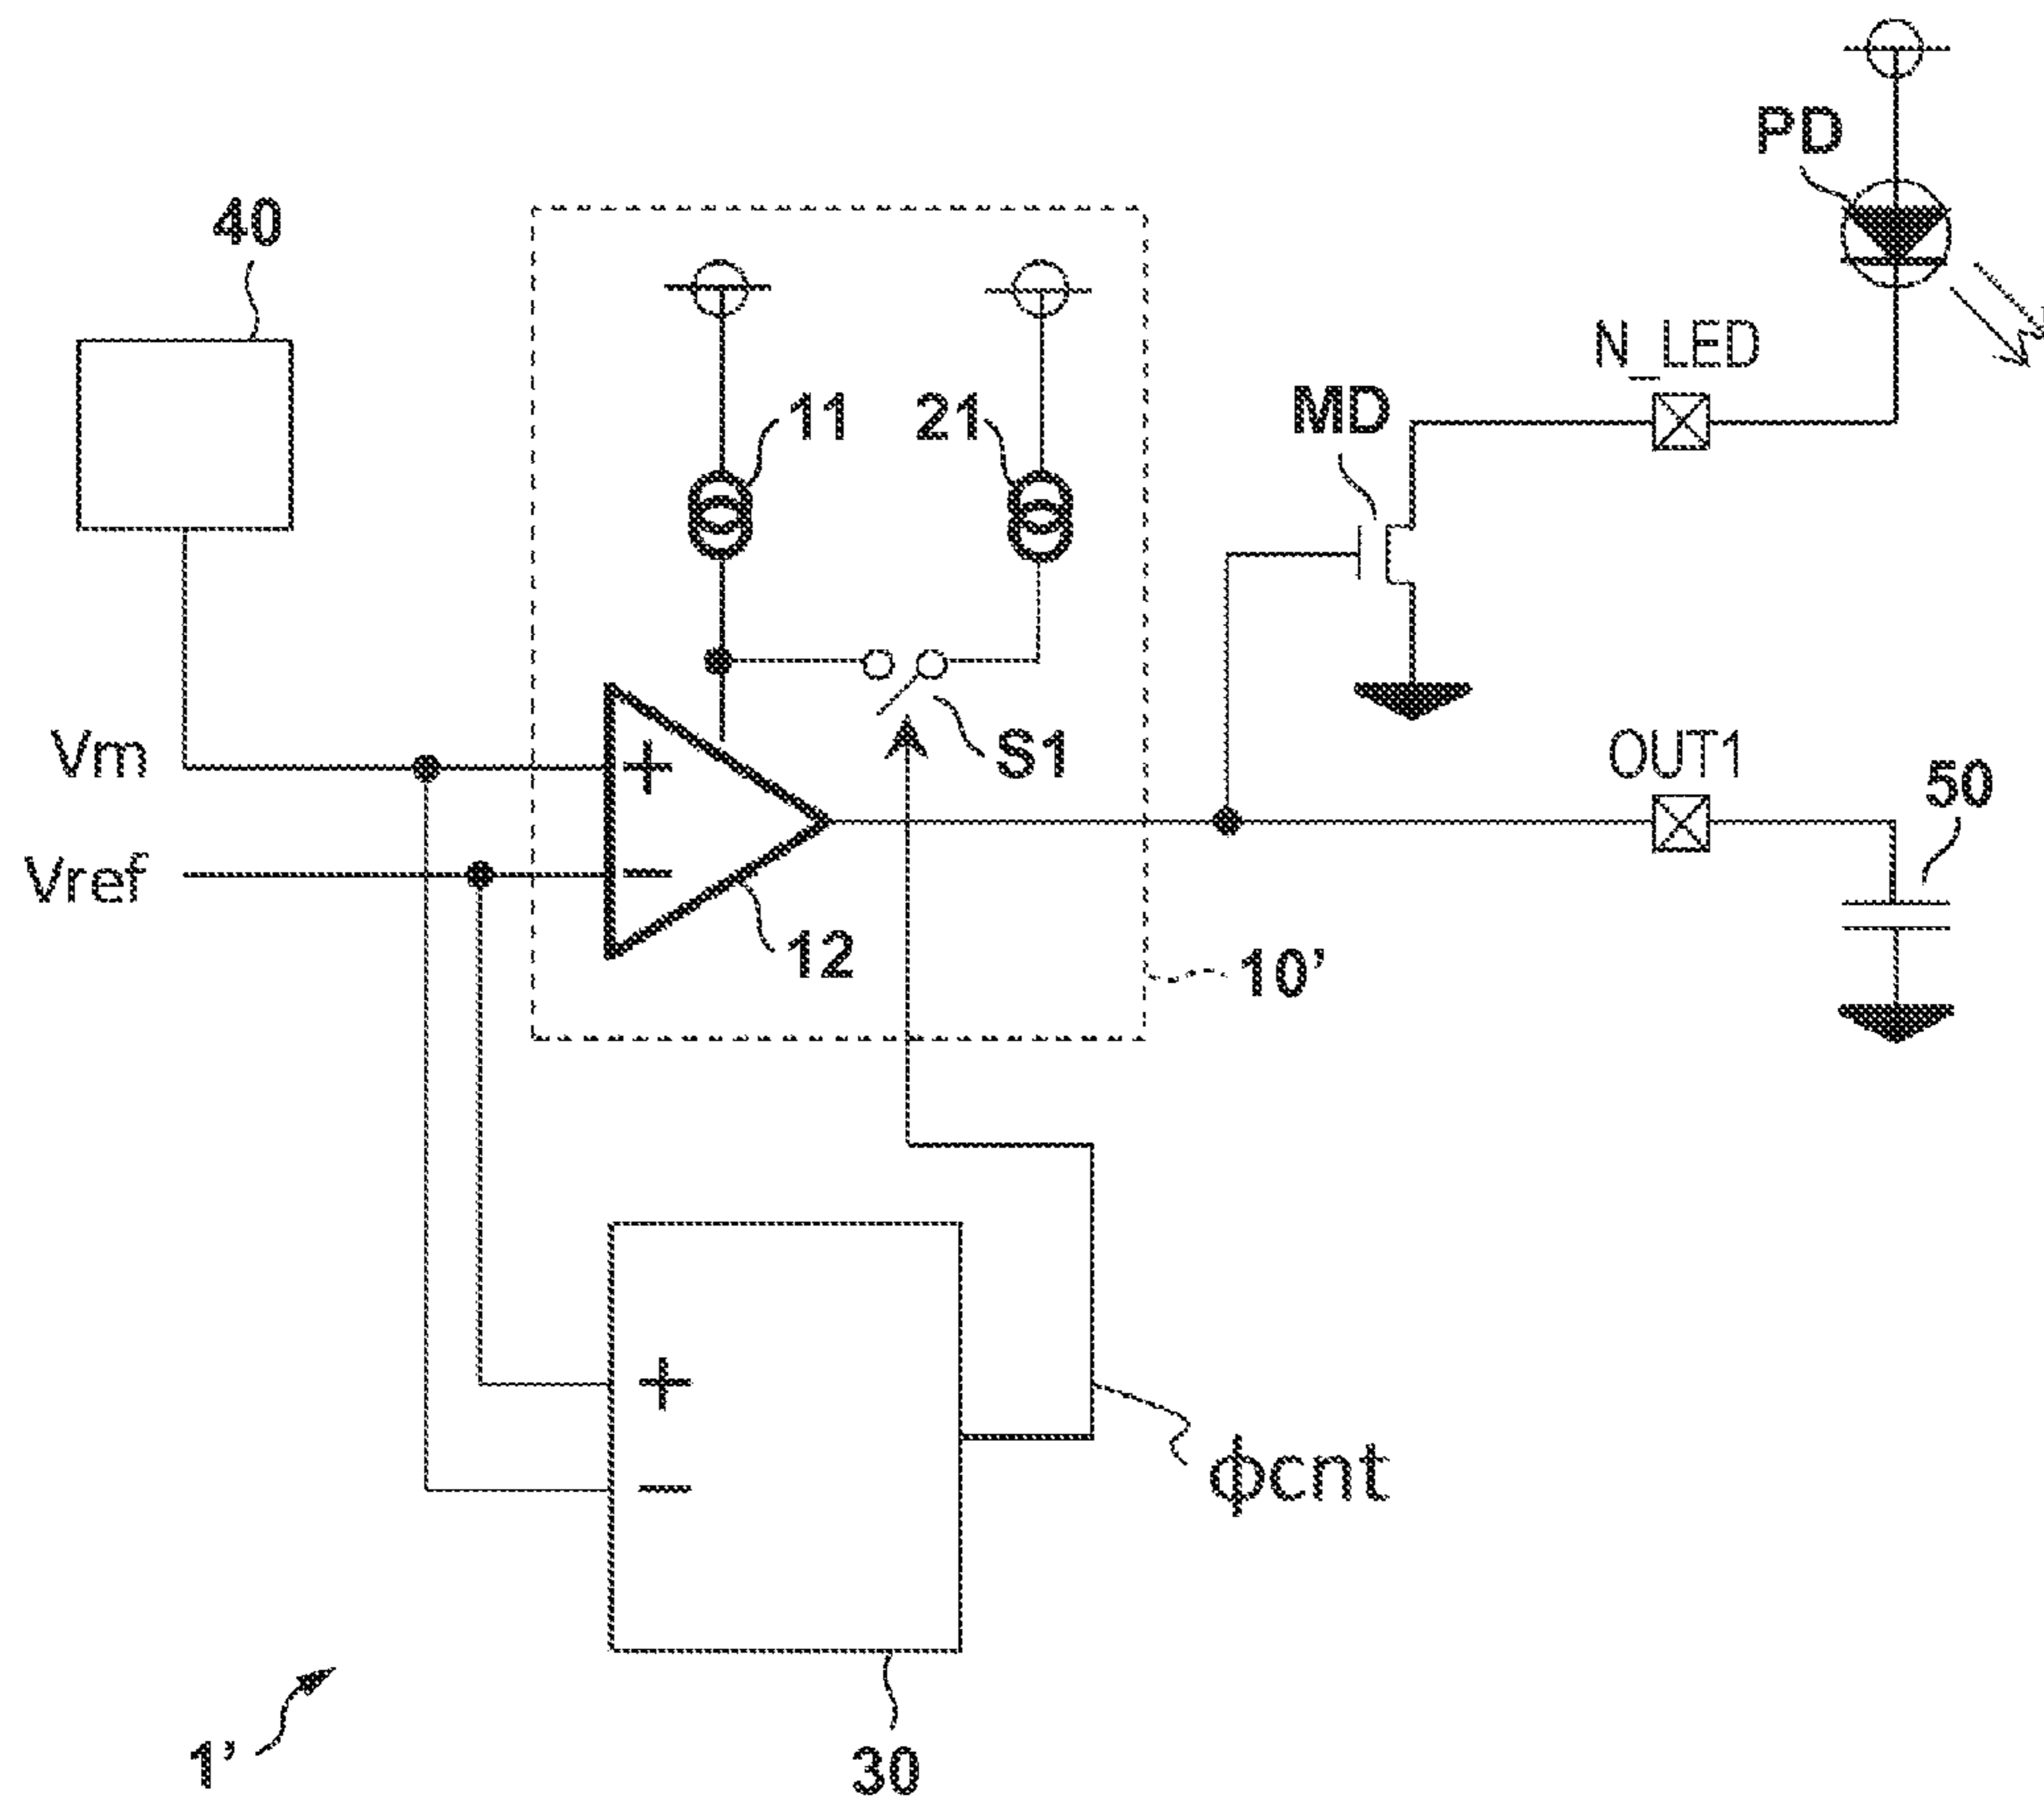 PD
40
N_LED
11
21
MD
Vm
+
S1
OUT1
50
Vref
−
12
10’
+
−
ϕcnt
1’
30